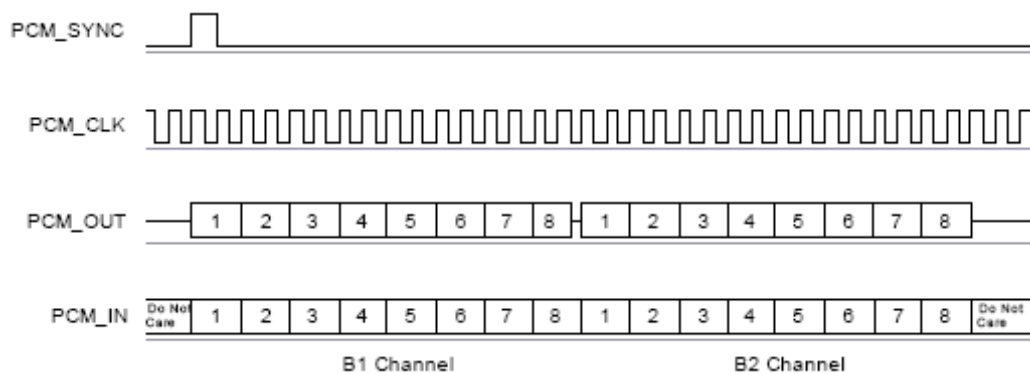 PCM_SYNC
PCM_CLK
PCM_OUT 1 2 3 4 5 6 7 8 1 2 3 4 5 6 7 8
PCM_IN Do Not Care 1 2 3 4 5 6 7 8 1 2 3 4 5 6 7 8 Do Not Care
B1 Channel B2 Channel